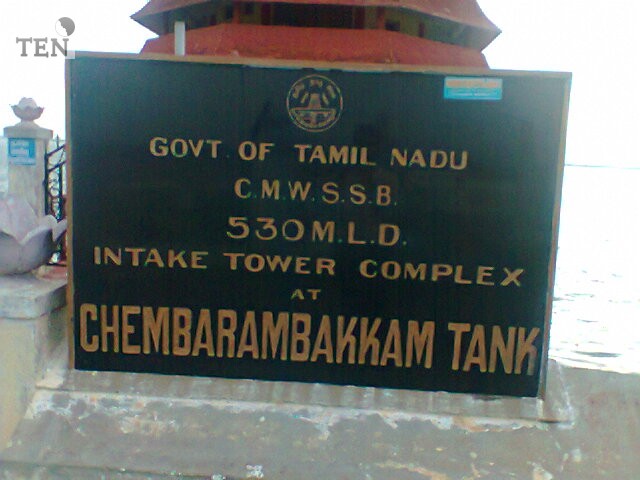 TEN
GOVT. OF TAMIL NADU
C.M.W.S.S.B.
530 M.L.D.
INTAKE TOWER COMPLEX
AT
CHEMBARAMBAKKAM TANK